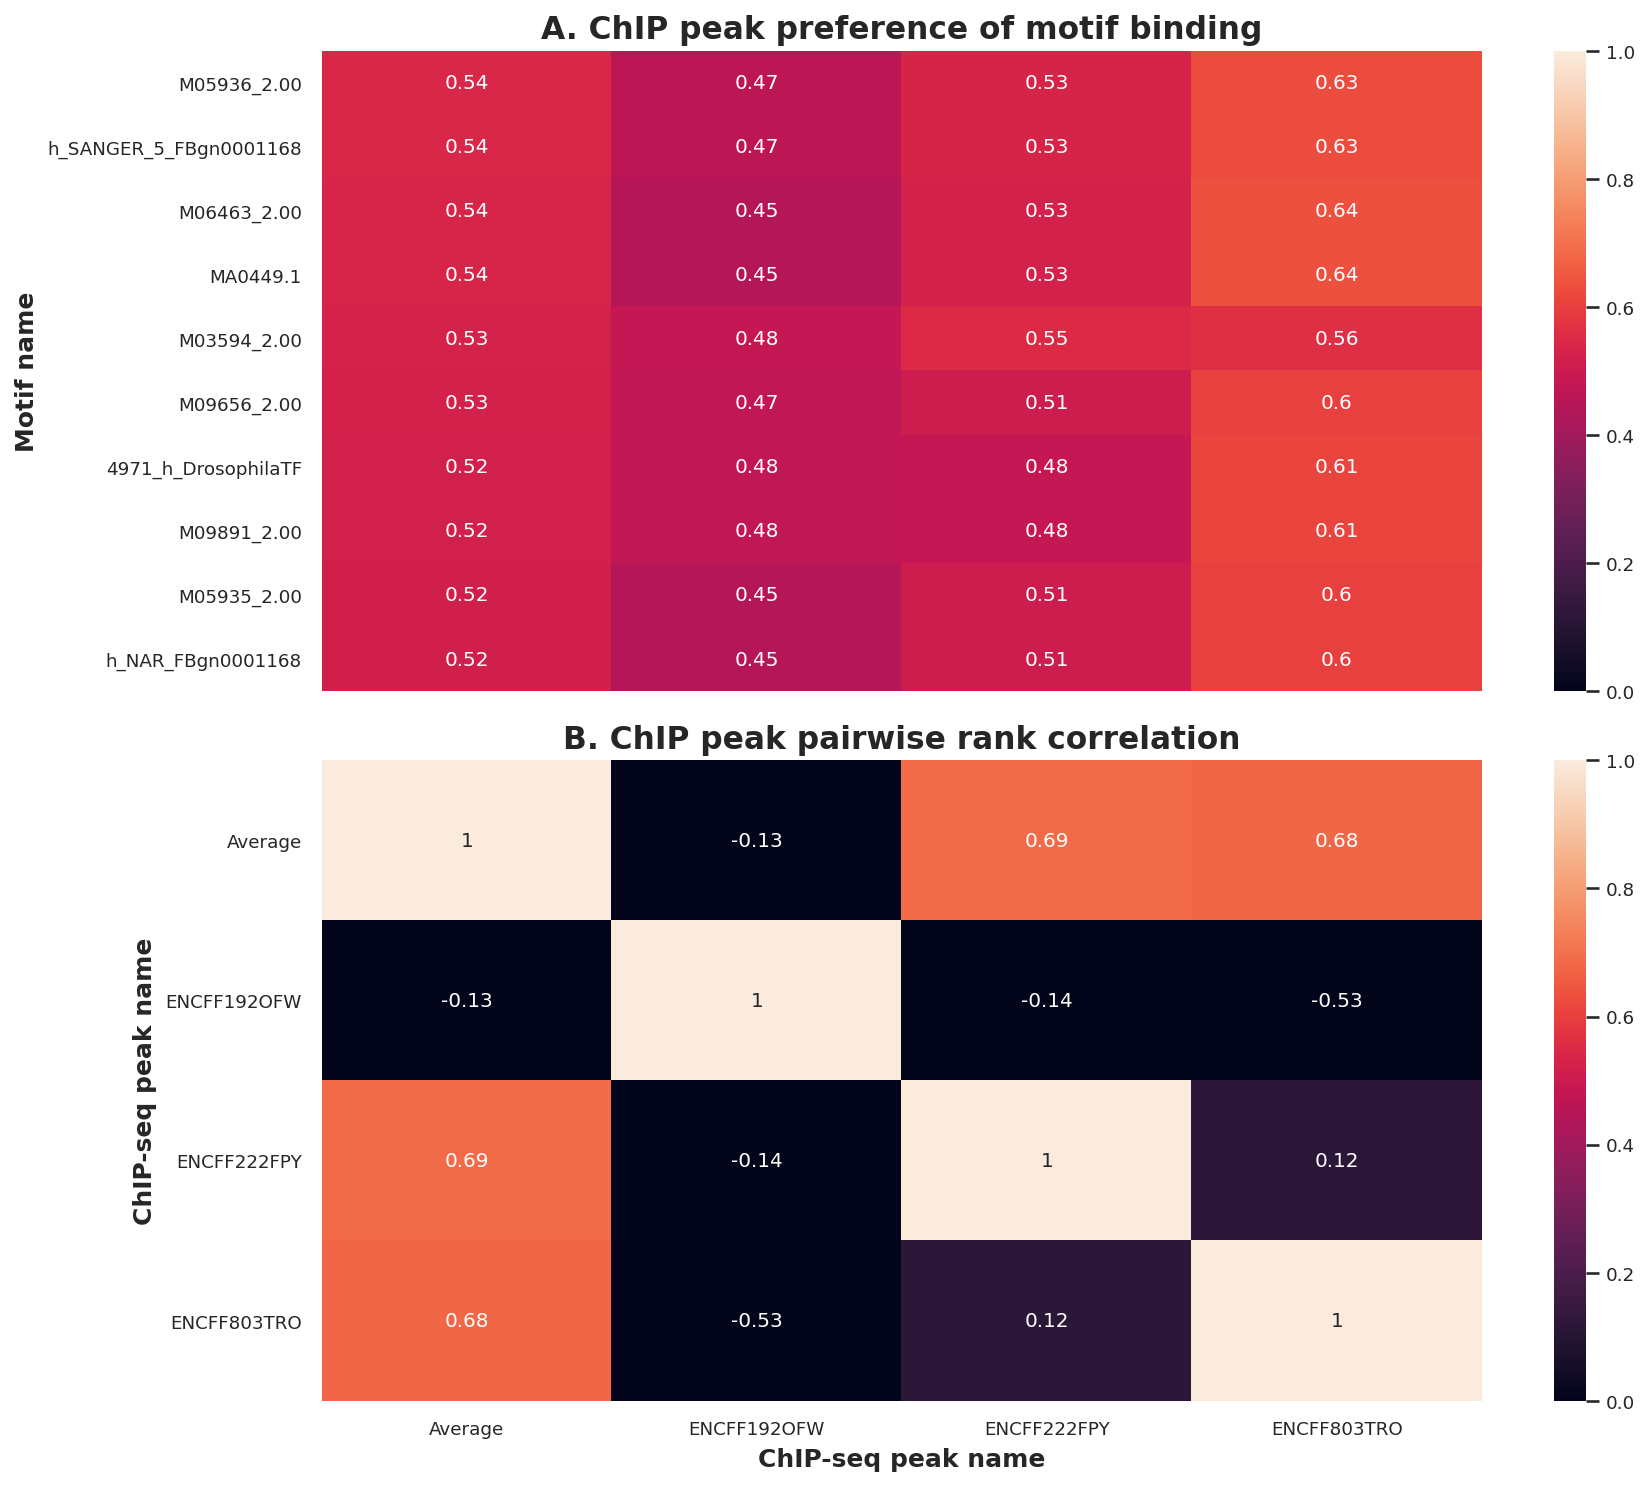 A. ChIP peak preference of motif binding
Motif name
M05936_2.00 0.54 0.47 0.53 0.63
h_SANGER_5_FBgn0001168 0.54 0.47 0.53 0.63
M06463_2.00 0.54 0.45 0.53 0.64
MA0449.1 0.54 0.45 0.53 0.64
M03594_2.00 0.53 0.48 0.55 0.56
M09656_2.00 0.53 0.47 0.51 0.6
4971_h_DrosophilaTF 0.52 0.48 0.48 0.61
M09891_2.00 0.52 0.48 0.48 0.61
M05935_2.00 0.52 0.45 0.51 0.6
h_NAR_FBgn0001168 0.52 0.45 0.51 0.6
1.0
0.8
0.6
0.4
0.2
0.0
B. ChIP peak pairwise rank correlation
ChIP-seq peak name
Average 1 -0.13 0.69 0.68
ENCFF192OFW -0.13 1 -0.14 -0.53
ENCFF222FPY 0.69 -0.14 1 0.12
ENCFF803TRO 0.68 -0.53 0.12 1
Average ENCFF192OFW ENCFF222FPY ENCFF803TRO
ChIP-seq peak name
1.0
0.8
0.6
0.4
0.2
0.0